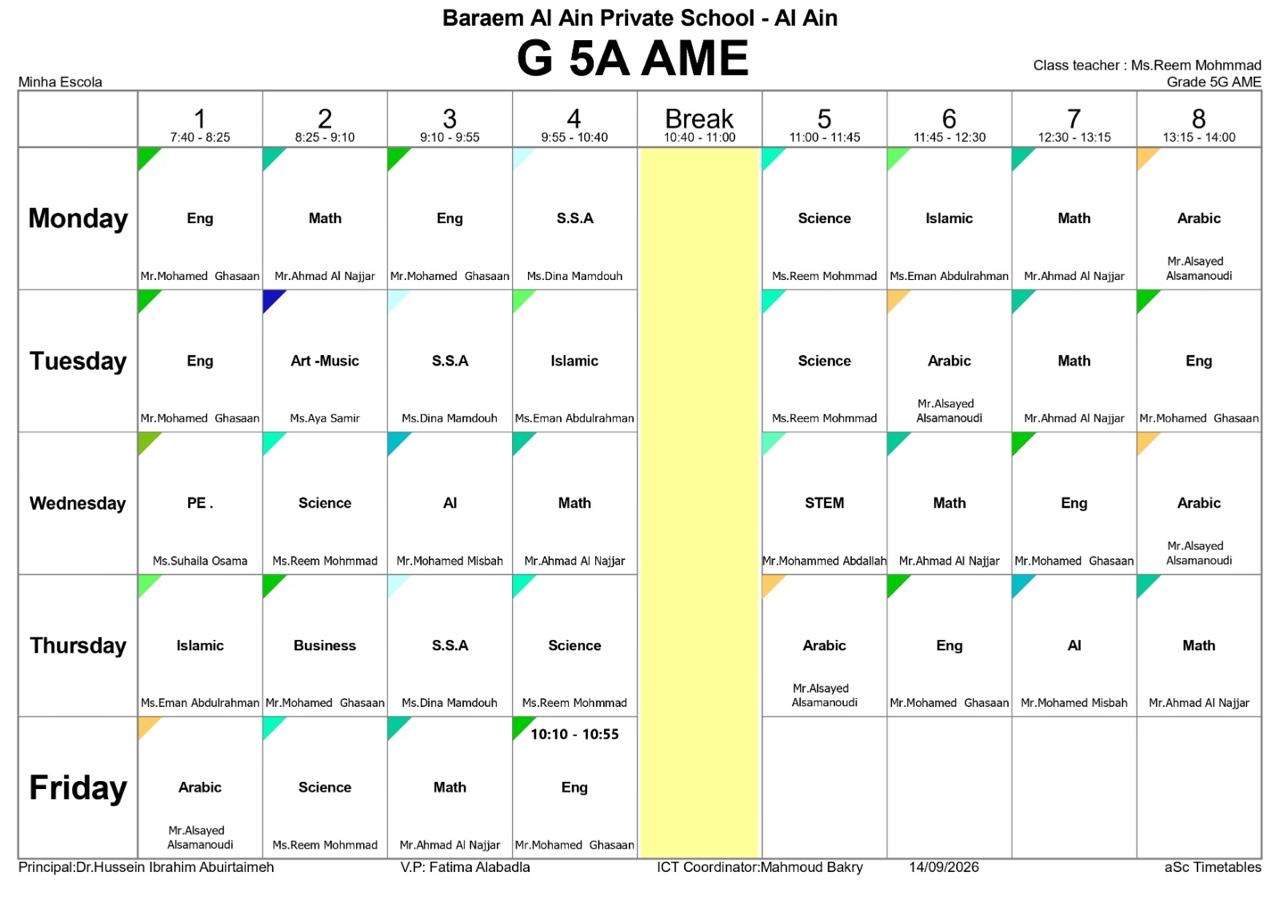 Baraem Al Ain Private School - Al Ain
G 5A AME
Minha Escola
Class teacher : Ms.Reem Mohmmad
Grade 5G AME
1 2 3 4 Break 5 6 7 8
7:40 - 8:25 8:25 - 9:10 9:10 - 9:55 9:55 - 10:40 10:40 - 11:00 11:00 - 11:45 11:45 - 12:30 12:30 - 13:15 13:15 - 14:00
Monday Eng Math Eng S.S.A Science Islamic Math Arabic
Mr.Mohamed Ghasaan Mr.Ahmad Al Najjar Mr.Mohamed Ghasaan Ms.Dina Mamdouh Ms.Reem Mohmmad Ms.Eman Abdulrahman Mr.Ahmad Al Najjar Mr.Alsayed
Alsamanoudi
Tuesday Eng Art -Music S.S.A Islamic Science Arabic Math Eng
Mr.Mohamed Ghasaan Ms.Aya Samir Ms.Dina Mamdouh Ms.Eman Abdulrahman Ms.Reem Mohmmad Mr.Alsayed
Alsamanoudi Mr.Ahmad Al Najjar Mr.Mohamed Ghasaan
Wednesday PE . Science AI Math STEM Math Eng Arabic
Ms.Suhaila Osama Ms.Reem Mohmmad Mr.Mohamed Misbah Mr.Ahmad Al Najjar Mr.Mohammed Abdallah Mr.Ahmad Al Najjar Mr.Mohamed Ghasaan Mr.Alsayed
Alsamanoudi
Thursday Islamic Business S.S.A Science Arabic Eng AI Math
Ms.Eman Abdulrahman Mr.Mohamed Ghasaan Ms.Dina Mamdouh Ms.Reem Mohmmad Mr.Alsayed
Alsamanoudi Mr.Mohamed Ghasaan Mr.Mohamed Misbah Mr.Ahmad Al Najjar
10:10 - 10:55
Friday Arabic Science Math Eng
Mr.Alsayed
Alsamanoudi Ms.Reem Mohmmad Mr.Ahmad Al Najjar Mr.Mohamed Ghasaan
Principal:Dr.Hussein Ibrahim Abuirtaimeh V.P: Fatima Alabadla ICT Coordinator:Mahmoud Bakry 14/09/2026 aSc Timetables